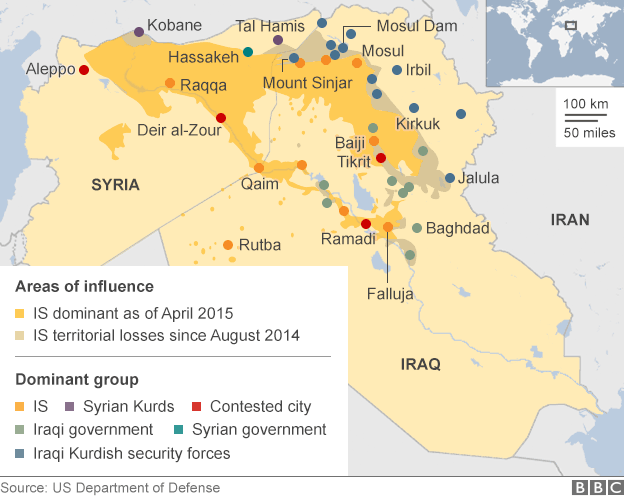 Kobane
Tal Hamis
Mosul Dam
Hassakeh
Mosul
Aleppo
Raqqa
Mount Sinjar
Irbil
100 km
50 miles
Deir al-Zour
Kirkuk
Baiji
Tikrit
SYRIA
Qaim
Jalula
IRAN
Rutba
Ramadi
Baghdad
Falluja
IRAQ
Areas of influence
IS dominant as of April 2015
IS territorial losses since August 2014
Dominant group
IS
Syrian Kurds
Contested city
Iraqi government
Syrian government
Iraqi Kurdish security forces
Source: US Department of Defense
BBC